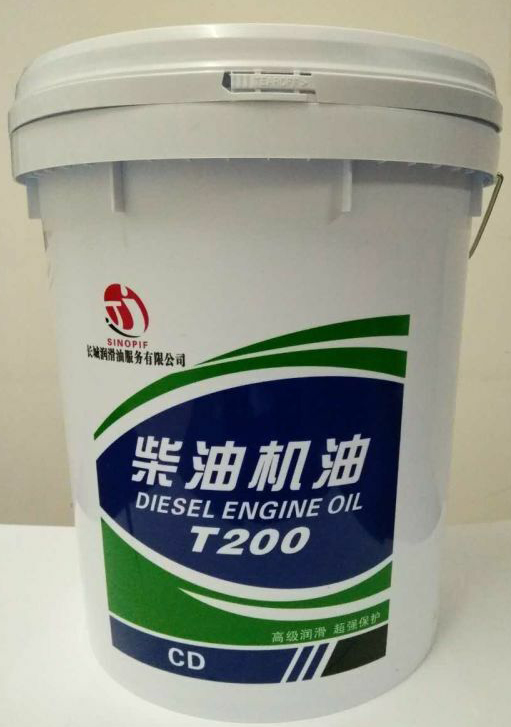 SINOPIF
长城润滑油服务有限公司
柴油机油
DIESEL ENGINE OIL
T200
高级润滑 超强保护
CD